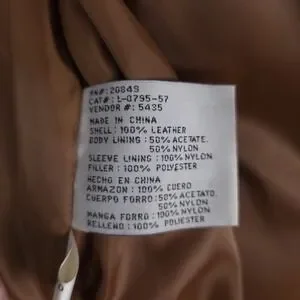 RN#: 20849
CAT#: L-0795-57
VENDOR #: 5435
MADE IN CHINA
SHELL: 100% LEATHER
BODY LINING: 50% ACETATE.
50% NYLON
SLEEVE LINING: 100% NYLON
FILLER: 100% POLYESTER
HECHO EN CHINA
ARMAZON: 100% CUERO
CUERPO FORRO: 50% ACETATO.
50% NYLON
MANGA FORRO: 100% NYLON
RELLENO: 100% POLYESTER